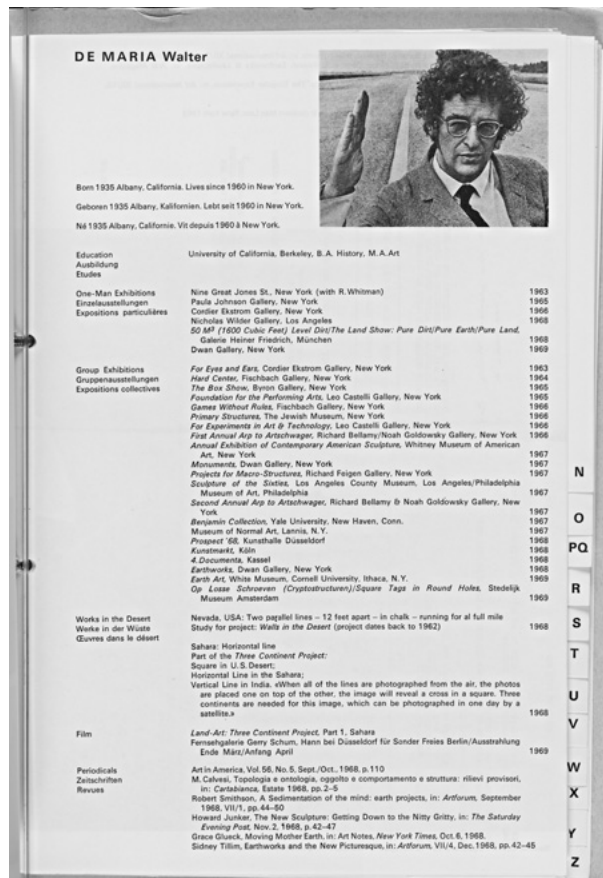 DE MARIA Walter
Born 1935 Albany, California. Lives since 1960 in New York.
Geboren 1935 Albany, Kalifornien. Lebt seit 1960 in New York.
Né 1935 Albany, Californie. Vit depuis 1960 à New York.
Education University of California, Berkeley, B.A. History, M.A. Art
Ausbildung
Etudes
One-Man Exhibitions Nine Great Jones St., New York (with R. Whitman) 1963
Einzelausstellungen Paula Johnson Gallery, New York 1965
Expositions particulières Cordier Ekstrom Gallery, New York 1966
Nicholas Wilder Gallery, Los Angeles 1968
50 M³ (1600 Cubic Feet) Level Dirt/The Land Show: Pure Dirt/Pure Earth/Pure Land,
Galerie Heiner Friedrich, München 1968
Dwan Gallery, New York 1969
Group Exhibitions For Eyes and Ears, Cordier Ekstrom Gallery, New York 1963
Gruppenausstellungen Hard Center, Fischbach Gallery, New York 1964
Expositions collectives The Box Show, Byron Gallery, New York 1965
Foundation for the Performing Arts, Leo Castelli Gallery, New York 1965
Games Without Rules, Fischbach Gallery, New York 1966
Primary Structures, The Jewish Museum, New York 1966
For Experiments in Art & Technology, Leo Castelli Gallery, New York 1966
First Annual Arp to Artschwager, Richard Bellamy/Noah Goldowsky Gallery, New York 1966
Annual Exhibition of Contemporary American Sculpture, Whitney Museum of American
Art, New York 1967
Monuments, Dwan Gallery, New York 1967
Projects for Macro-Structures, Richard Feigen Gallery, New York 1967
Sculpture of the Sixties, Los Angeles County Museum, Los Angeles/Philadelphia
Museum of Art, Philadelphia 1967
Second Annual Arp to Artschwager, Richard Bellamy & Noah Goldowsky Gallery, New
York 1967
Benjamin Collection, Yale University, New Haven, Conn. 1967
Museum of Normal Art, Lannis, N.Y. 1967
Prospect '68, Kunsthalle Düsseldorf 1968
Kunstmarkt, Köln 1968
4. Documenta, Kassel 1968
Earthworks, Dwan Gallery, New York 1968
Earth Art, White Museum, Cornell University, Ithaca, N.Y. 1969
Op Losse Schroeven (Cryptostructuren)/Square Tags in Round Holes, Stedelijk
Museum Amsterdam 1969
Works in the Desert Nevada, USA: Two parallel lines – 12 feet apart – in chalk – running for al full mile
Werke in der Wüste Study for project: Walls in the Desert (project dates back to 1962) 1968
Œuvres dans le désert
Sahara: Horizontal line
Part of the Three Continent Project:
Square in U.S. Desert;
Horizontal Line in the Sahara;
Vertical Line in India. «When all of the lines are photographed from the air, the photos
are placed one on top of the other, the image will reveal a cross in a square. Three
continents are needed for this image, which can be photographed in one day by a
satellite.» 1968
Film Land-Art: Three Continent Project, Part 1, Sahara
Fernsehgalerie Gerry Schum, Hann bei Düsseldorf für Sender Freies Berlin/Ausstrahlung
Ende März/Anfang April 1969
Periodicals Art in America, Vol. 56, No. 5, Sept./Oct., 1968, p. 110
Zeitschriften M. Calvesi, Topologia e ontologia, oggolto e comportamento e struttura: rilievi provisori,
Revues in: Cartabianca, Estate 1968, pp. 2–5
Robert Smithson, A Sedimentation of the mind: earth projects, in: Artforum, September
1968, VII/1, pp. 44–50
Howard Junker, The New Sculpture: Getting Down to the Nitty Gritty, in: The Saturday
Evening Post, Nov. 2, 1968, p. 42–47
Grace Glueck, Moving Mother Earth, in: Art Notes, New York Times, Oct. 6, 1968.
Sidney Tillim, Earthworks and the New Picturesque, in: Artforum, VII/4, Dec. 1968, pp. 42–45
N
O
PQ
R
S
T
U
V
W
X
Y
Z